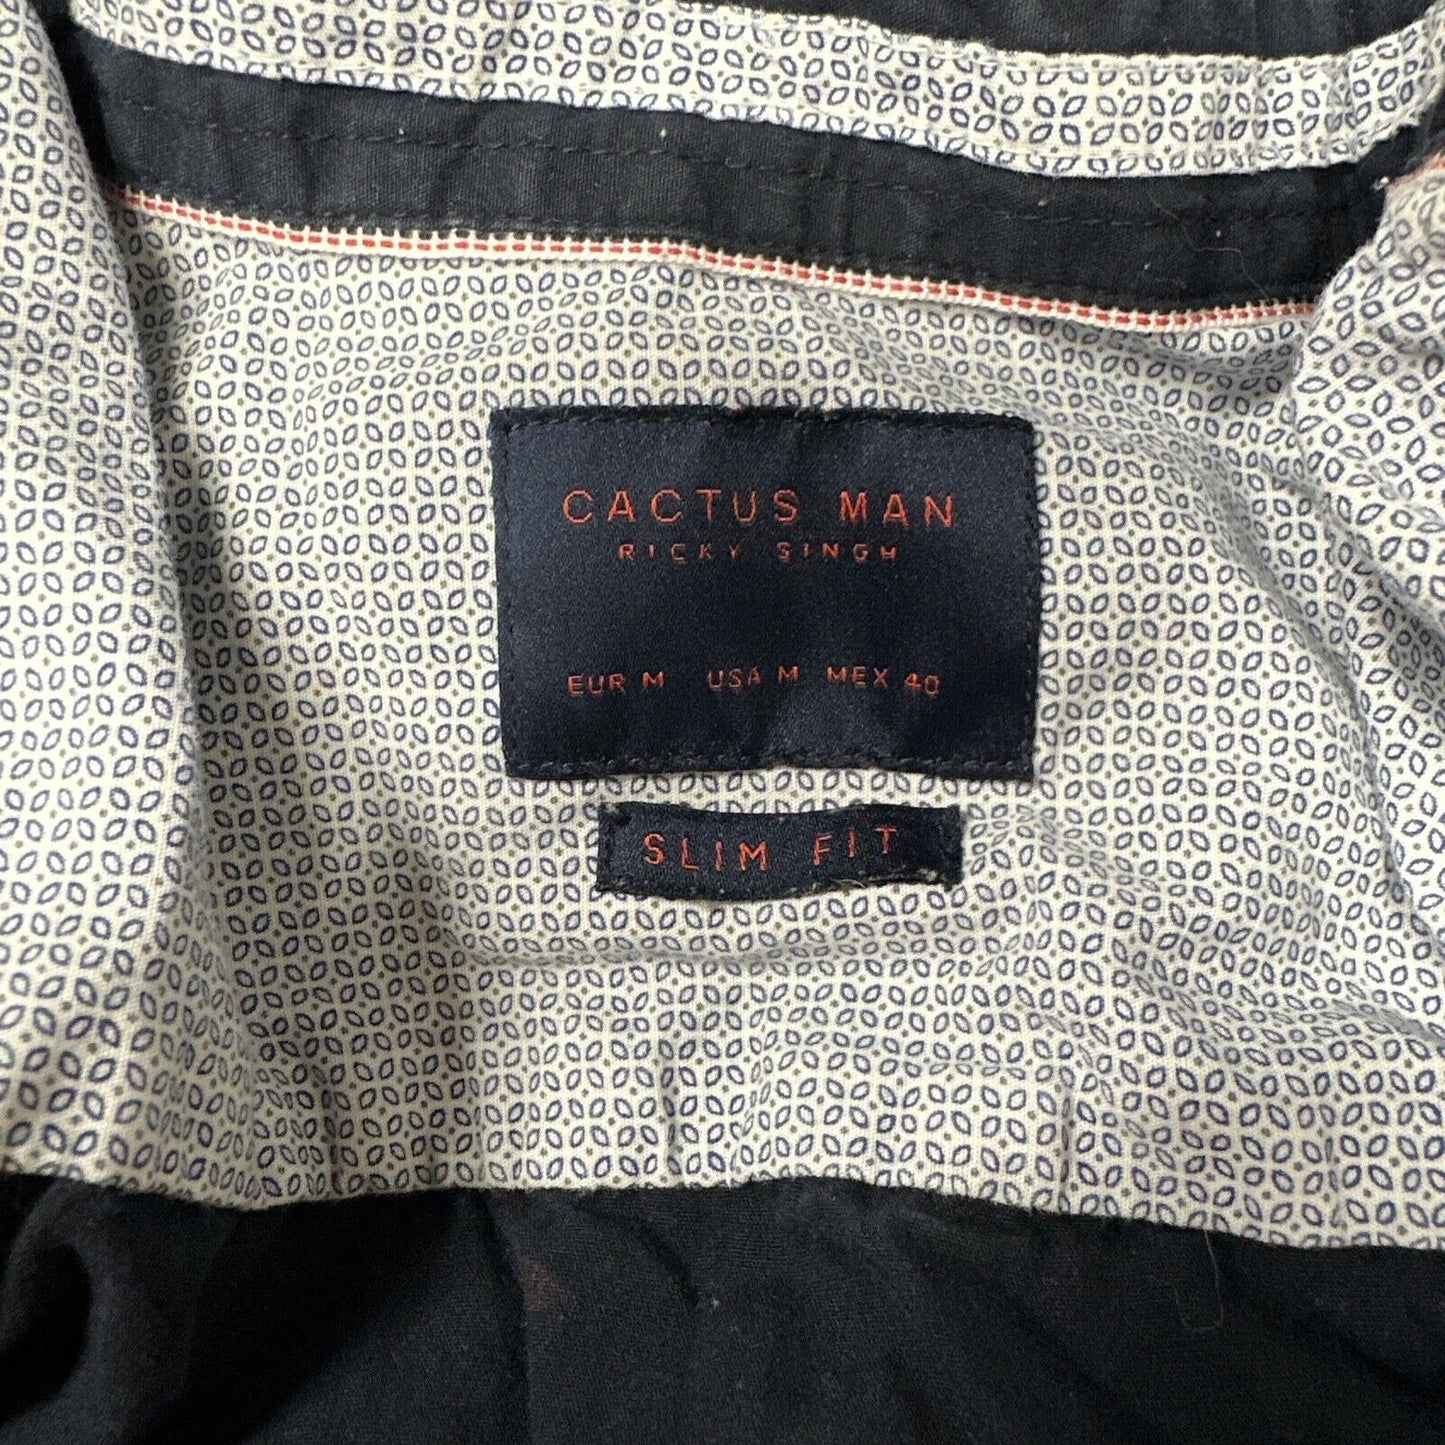 CACTUS MAN
RICKY SINGH
EUR M USA M MEX 40
SLIM FIT